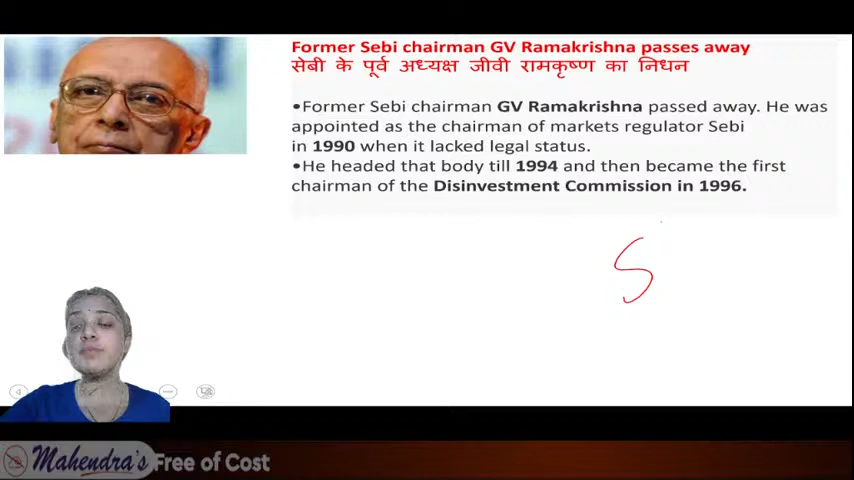 Former Sebi chairman GV Ramakrishna passes away
सेबी के पूर्व अध्यक्ष जीवी रामकृष्ण का निधन
•Former Sebi chairman GV Ramakrishna passed away. He was
appointed as the chairman of markets regulator Sebi
in 1990 when it lacked legal status.
•He headed that body till 1994 and then became the first
chairman of the Disinvestment Commission in 1996.
S
Mahendra's Free of Cost